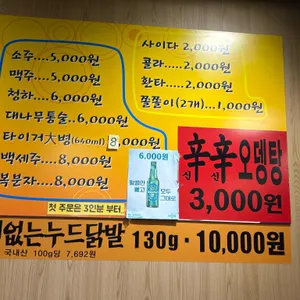 소주....5,000원
맥주....5,000원
청하....6,000원
대나무통술..6,000원
타이거大병(640ml) 8,000원
백세주....8,000원
복분자....8,000원
첫 주문은 3인분 부터
사이다 2,000원
콜라.....2,000원
환타.....2,000원
쫄쫄이(2개)...1,000원
6,000원
모두
그대로
辛辛오뎅탕
신 신
3,000원
없는누드닭발 130g · 10,000원
국내산 100g당 7,692원